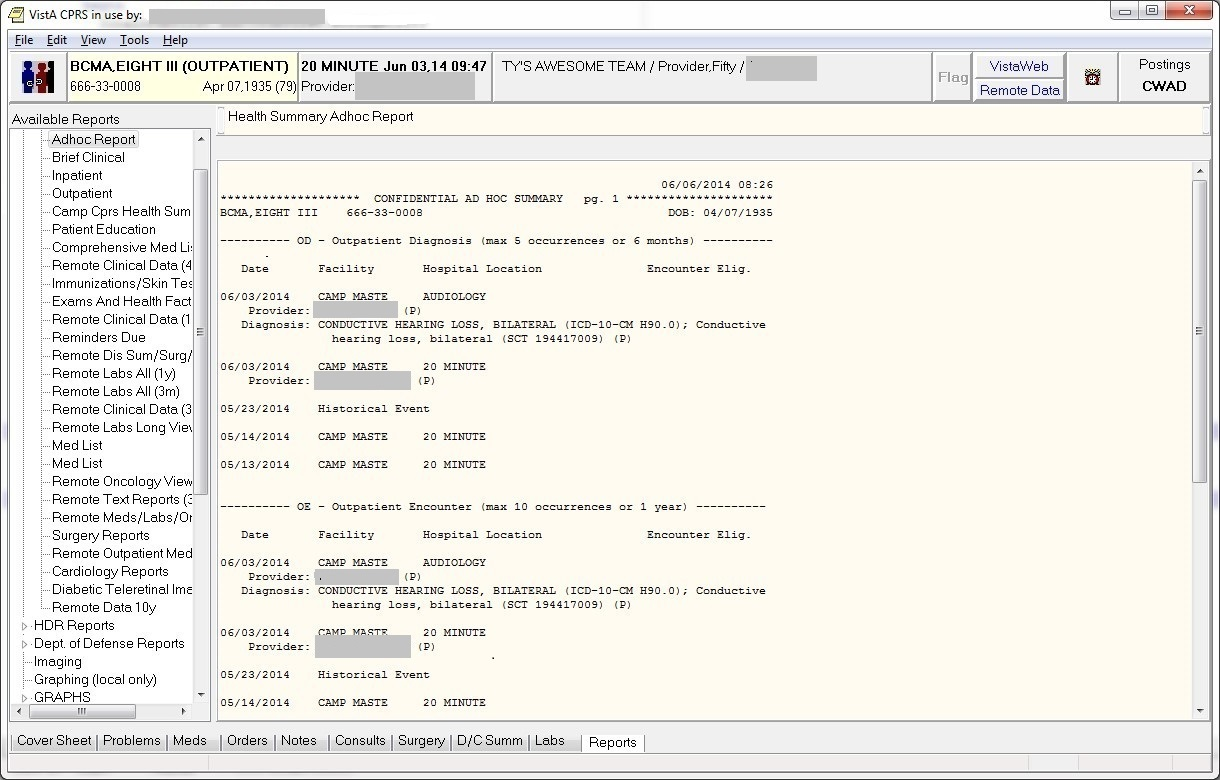 VistA CPRS in use by:
File Edit View Tools Help
BCMA,EIGHT III (OUTPATIENT)
666-33-0008 Apr 07,1935 (79)
20 MINUTE Jun 03,14 09:47
Provider:
TY'S AWESOME TEAM / Provider,Fifty /
Flag
VistaWeb
Remote Data
Postings
CWAD
Available Reports
Adhoc Report
Brief Clinical
Inpatient
Outpatient
Camp Cprs Health Sum
Patient Education
Comprehensive Med Lis
Remote Clinical Data (4
Immunizations/Skin Tes
Exams And Health Fact
Remote Clinical Data (1
Reminders Due
Remote Dis Sum/Surg/
Remote Labs All (1y)
Remote Labs All (3m)
Remote Clinical Data (3
Remote Labs Long View
Med List
Med List
Remote Oncology View
Remote Text Reports (3
Remote Meds/Labs/Or
Surgery Reports
Remote Outpatient Med
Cardiology Reports
Diabetic Teleretinal Ima
Remote Data 10y
HDR Reports
Dept. of Defense Reports
Imaging
Graphing (local only)
GRAPHS
Health Summary Adhoc Report
06/06/2014 08:26
******************** CONFIDENTIAL AD HOC SUMMARY pg. 1 *********************
BCMA,EIGHT III 666-33-0008 DOB: 04/07/1935
---------- OD - Outpatient Diagnosis (max 5 occurrences or 6 months) ----------
Date Facility Hospital Location Encounter Elig.
06/03/2014 CAMP MASTE AUDIOLOGY
Provider: (P)
Diagnosis: CONDUCTIVE HEARING LOSS, BILATERAL (ICD-10-CM H90.0); Conductive
hearing loss, bilateral (SCT 194417009) (P)
06/03/2014 CAMP MASTE 20 MINUTE
Provider: (P)
05/23/2014 Historical Event
05/14/2014 CAMP MASTE 20 MINUTE
05/13/2014 CAMP MASTE 20 MINUTE
---------- OE - Outpatient Encounter (max 10 occurrences or 1 year) ----------
Date Facility Hospital Location Encounter Elig.
06/03/2014 CAMP MASTE AUDIOLOGY
Provider: (P)
Diagnosis: CONDUCTIVE HEARING LOSS, BILATERAL (ICD-10-CM H90.0); Conductive
hearing loss, bilateral (SCT 194417009) (P)
06/03/2014 CAMP MASTE 20 MINUTE
Provider: (P)
05/23/2014 Historical Event
05/14/2014 CAMP MASTE 20 MINUTE
Cover Sheet Problems Meds Orders Notes Consults Surgery D/C Summ Labs Reports